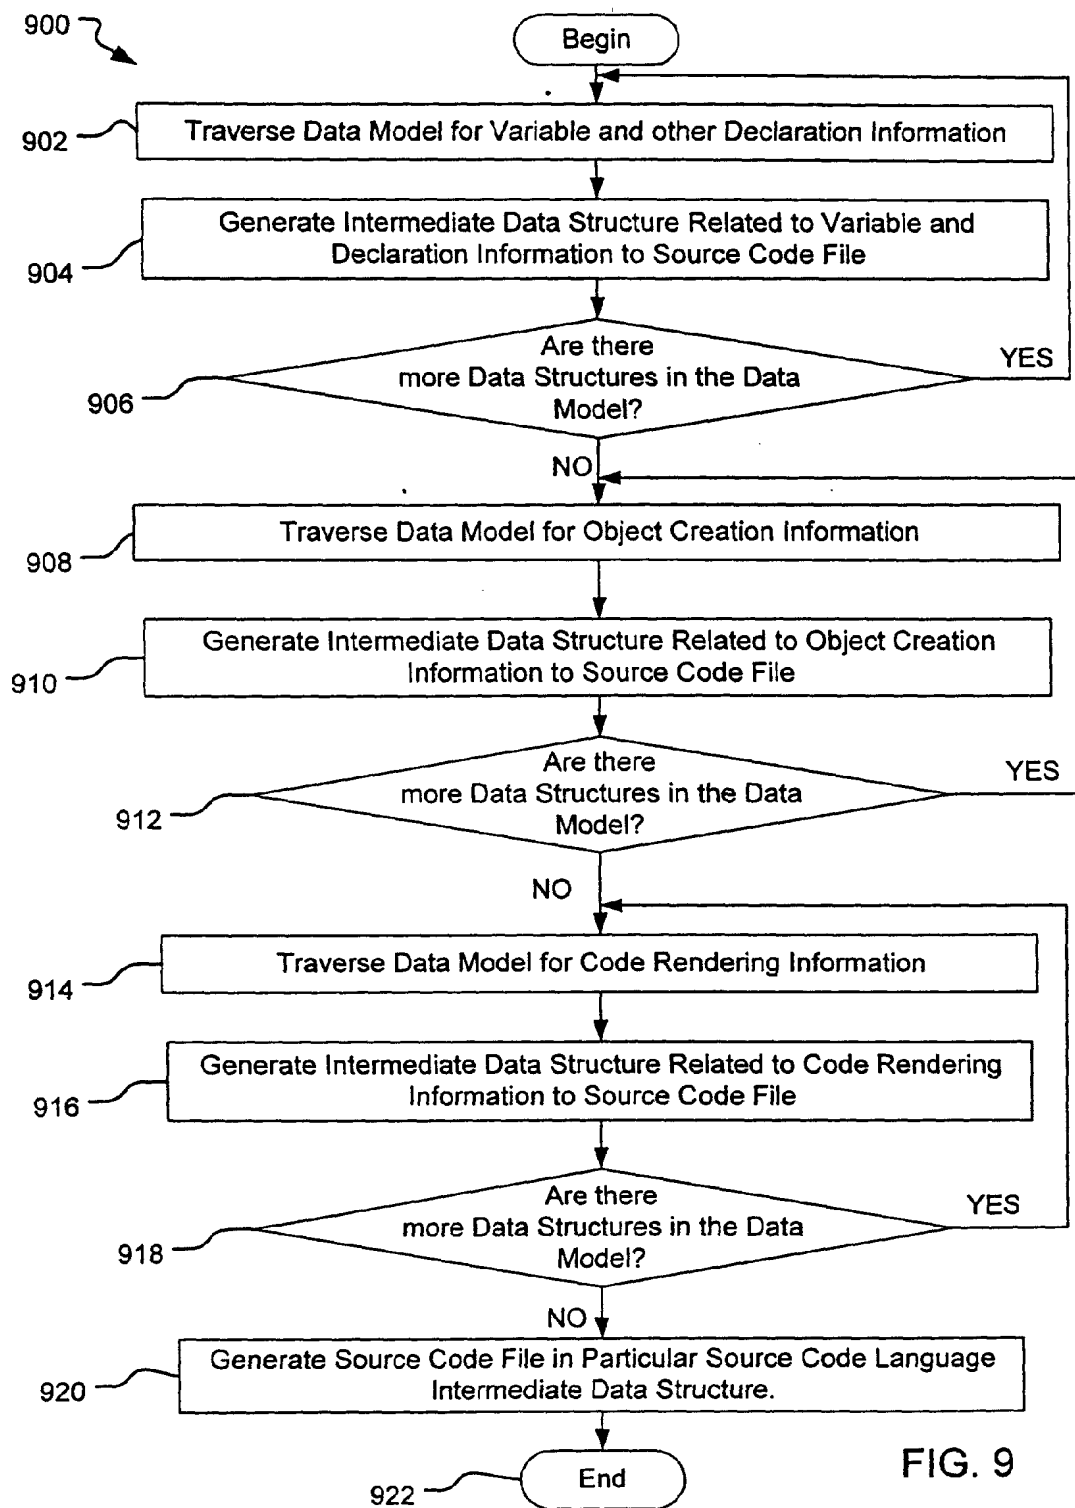 900
Begin
902
Traverse Data Model for Variable and other Declaration Information
Generate Intermediate Data Structure Related to Variable and
Declaration Information to Source Code File
904
Are there
more Data Structures in the Data
Model?
YES
906
NO
Traverse Data Model for Object Creation Information
908
Generate Intermediate Data Structure Related to Object Creation
Information to Source Code File
910
Are there
more Data Structures in the Data
Model?
YES
912
NO
Traverse Data Model for Code Rendering Information
914
Generate Intermediate Data Structure Related to Code Rendering
Information to Source Code File
916
Are there
more Data Structures in the Data
Model?
YES
918
NO
Generate Source Code File in Particular Source Code Language
Intermediate Data Structure.
920
End
922
FIG. 9